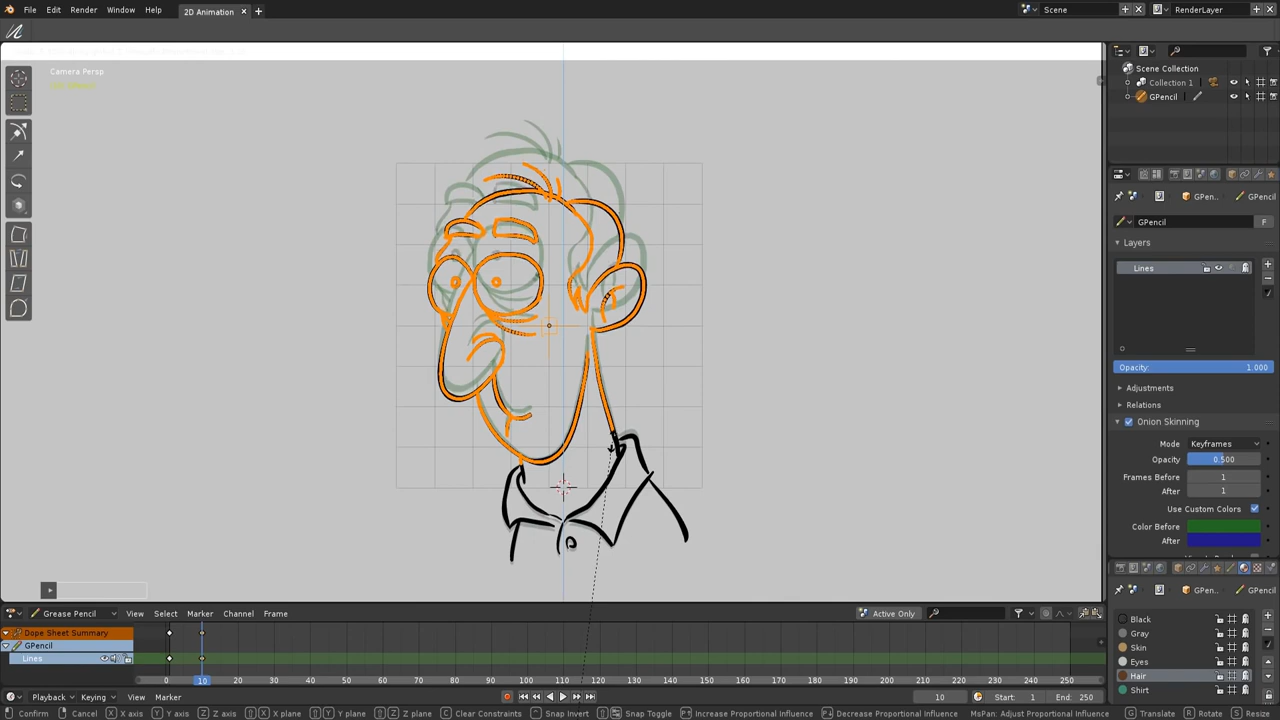 File Edit Render Window Help 2D Animation Scene RenderLayer
Camera Persp
Scene Collection
Collection 1
GPencil
GPen... GPencil
GPencil F
Layers
Lines
Opacity: 1.000
Adjustments
Relations
Onion Skinning
Mode Keyframes
Opacity 0.500
Frames Before 1
After 1
Use Custom Colors
Color Before
After
GPen... GPencil
Black
Gray
Skin
Eyes
Hair
Shirt
Grease Pencil View Select Marker Channel Frame Active Only
Dope Sheet Summary
GPencil
Lines
0 10 20 30 40 50 60 70 80 90 100 110 120 130 140 150 160 170 180 190 200 210 220 230 240 250
Playback Keying View Marker 10 Start: 1 End: 250
Confirm Cancel X axis Y axis Z axis X plane Y plane Z plane Clear Constraints Snap Invert Snap Toggle Increase Proportional Influence Decrease Proportional Influence MsPan: Adjust Proportional Influence G Translate R Rotate S Resize